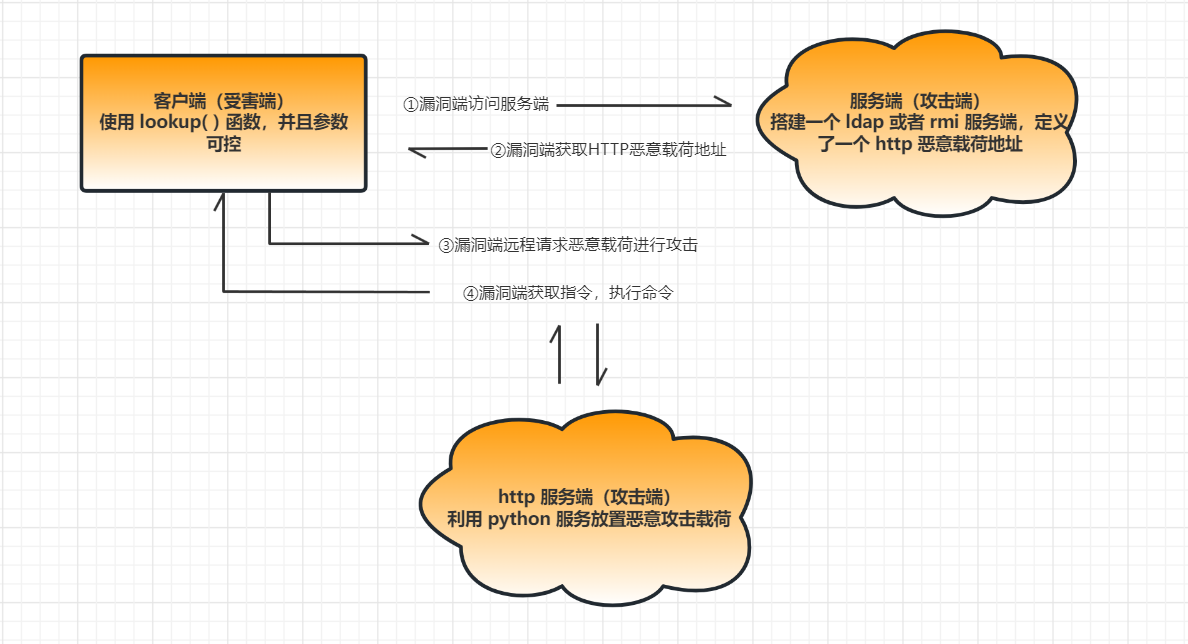 客户端（受害端）
使用 lookup( ) 函数，并且参数
可控
①漏洞端访问服务端
②漏洞端获取HTTP恶意载荷地址
服务端（攻击端）
搭建一个 ldap 或者 rmi 服务端，定义
了一个 http 恶意载荷地址
③漏洞端远程请求恶意载荷进行攻击
④漏洞端获取指令，执行命令
http 服务端（攻击端）
利用 python 服务放置恶意攻击载荷